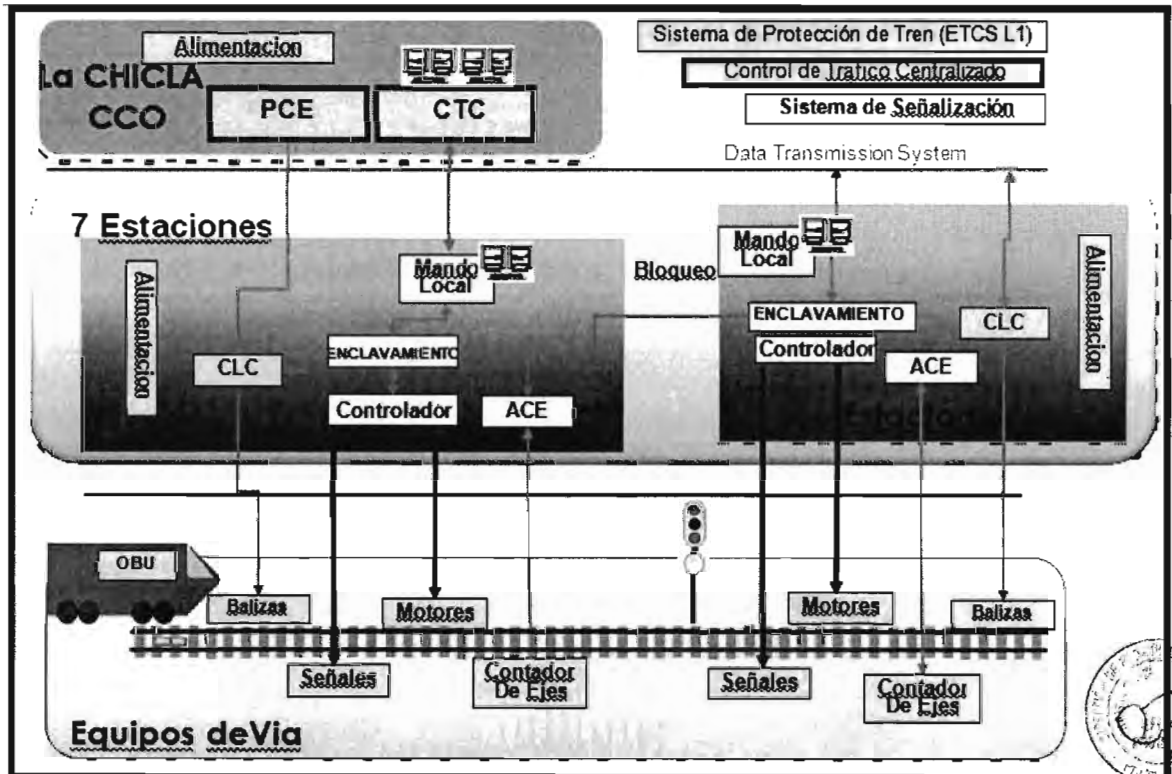 Alimentacion
La CHICLA
CCO
PCE
CTC
Sistema de Protección de Tren (ETCS L1)
Control de Trafico Centralizado
Sistema de Señalización
Data Transmission System
7 Estaciones
Alimentacion
CLC
Mando
Local
ENCLAVAMIENTO
Controlador
ACE
Bloqueo
Mando
Local
ENCLAVAMIENTO
Controlador
ACE
CLC
Alimentacion
OBU
Balizas
Motores
Señales
Contador
De Ejes
Motores
Balizas
Señales
Contador
De Ejes
Equipos deVia